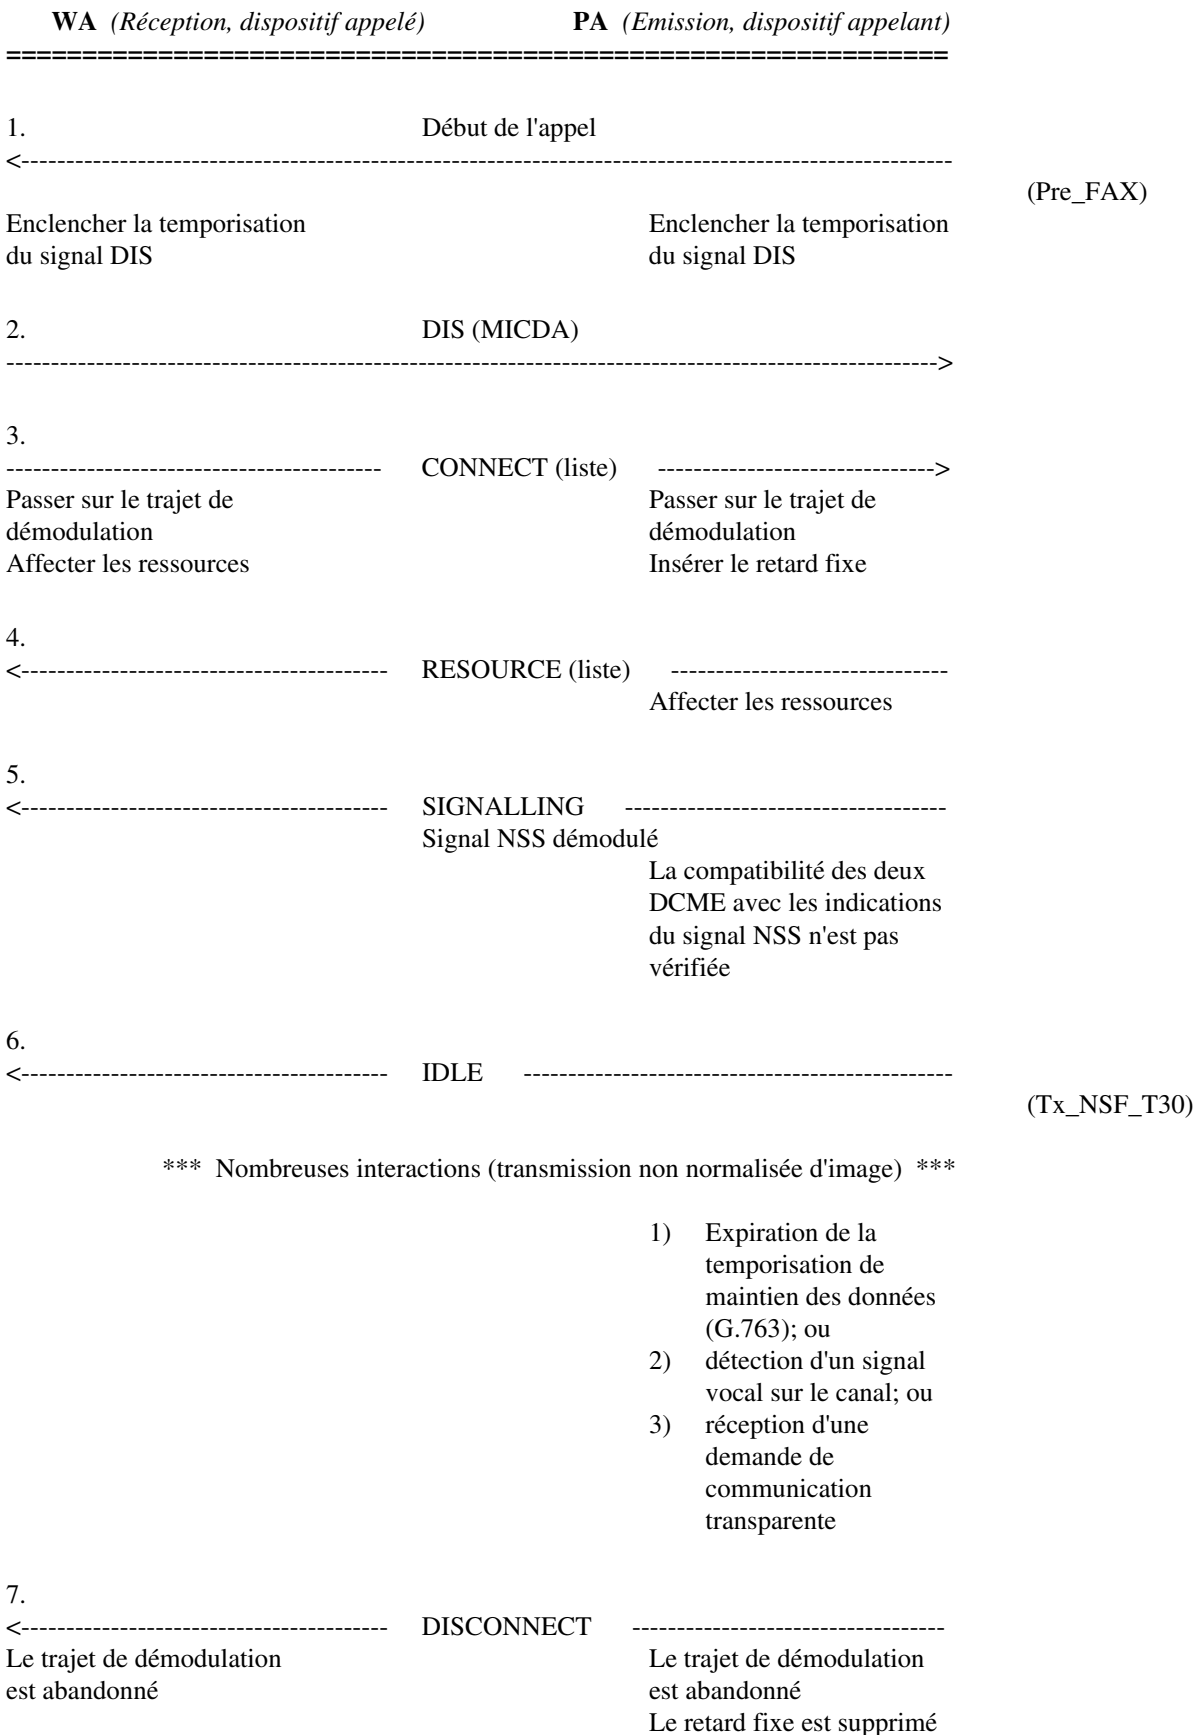 WA (Réception, dispositif appelé) PA (Emission, dispositif appelant)
===============================================================
1. Début de l'appel
<--------------------------------------------------------------------------------------------------------
(Pre_FAX)
Enclencher la temporisation Enclencher la temporisation
du signal DIS du signal DIS
2. DIS (MICDA)
-------------------------------------------------------------------------------------------------------->
3.
------------------------------------------ CONNECT (liste) ------------------------------->
Passer sur le trajet de Passer sur le trajet de
démodulation démodulation
Affecter les ressources Insérer le retard fixe
4.
<----------------------------------------- RESOURCE (liste) -------------------------------
Affecter les ressources
5.
<----------------------------------------- SIGNALLING ------------------------------------
Signal NSS démodulé
La compatibilité des deux
DCME avec les indications
du signal NSS n'est pas
vérifiée
6.
<----------------------------------------- IDLE ------------------------------------------------
(Tx_NSF_T30)
*** Nombreuses interactions (transmission non normalisée d'image) ***
1) Expiration de la
temporisation de
maintien des données
(G.763); ou
2) détection d'un signal
vocal sur le canal; ou
3) réception d'une
demande de
communication
transparente
7.
<----------------------------------------- DISCONNECT -----------------------------------
Le trajet de démodulation Le trajet de démodulation
est abandonné est abandonné
Le retard fixe est supprimé